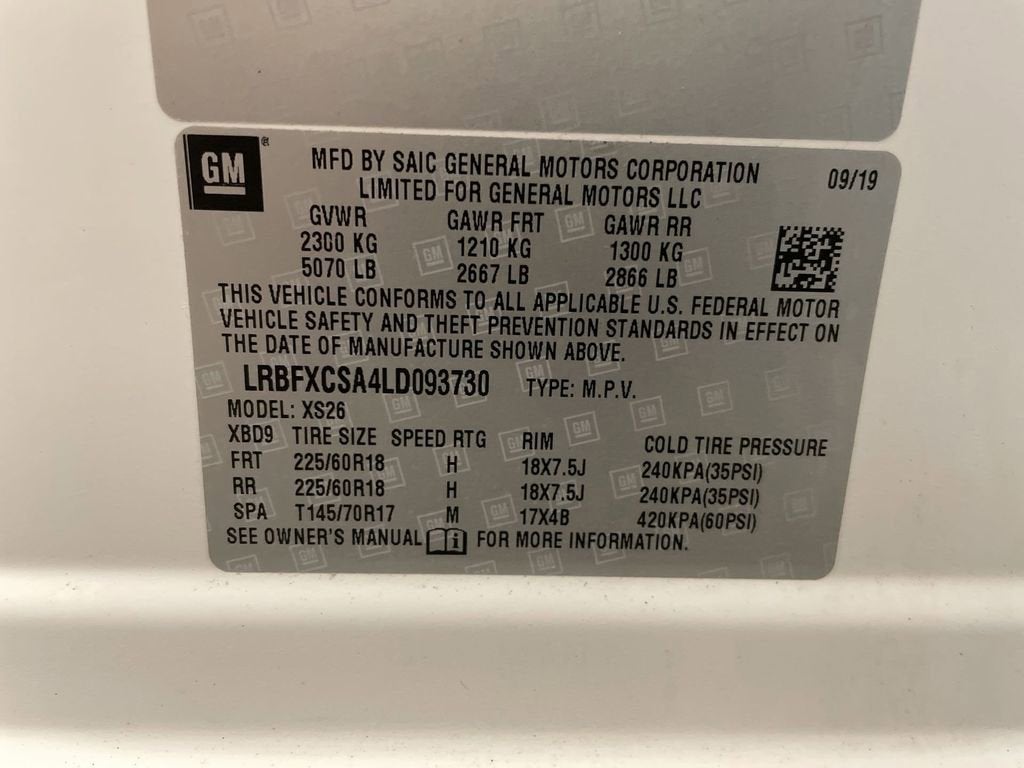 GM ®
MFD BY SAIC GENERAL MOTORS CORPORATION 09/19
LIMITED FOR GENERAL MOTORS LLC
GVWR GAWR FRT GAWR RR
2300 KG 1210 KG 1300 KG
5070 LB 2667 LB 2866 LB
THIS VEHICLE CONFORMS TO ALL APPLICABLE U.S. FEDERAL MOTOR
VEHICLE SAFETY AND THEFT PREVENTION STANDARDS IN EFFECT ON
THE DATE OF MANUFACTURE SHOWN ABOVE.
LRBFXCSA4LD093730 TYPE: M.P.V.
MODEL: XS26
XBD9 TIRE SIZE SPEED RTG RIM COLD TIRE PRESSURE
FRT 225/60R18 H 18X7.5J 240KPA(35PSI)
RR 225/60R18 H 18X7.5J 240KPA(35PSI)
SPA T145/70R17 M 17X4B 420KPA(60PSI)
SEE OWNER'S MANUAL i FOR MORE INFORMATION.